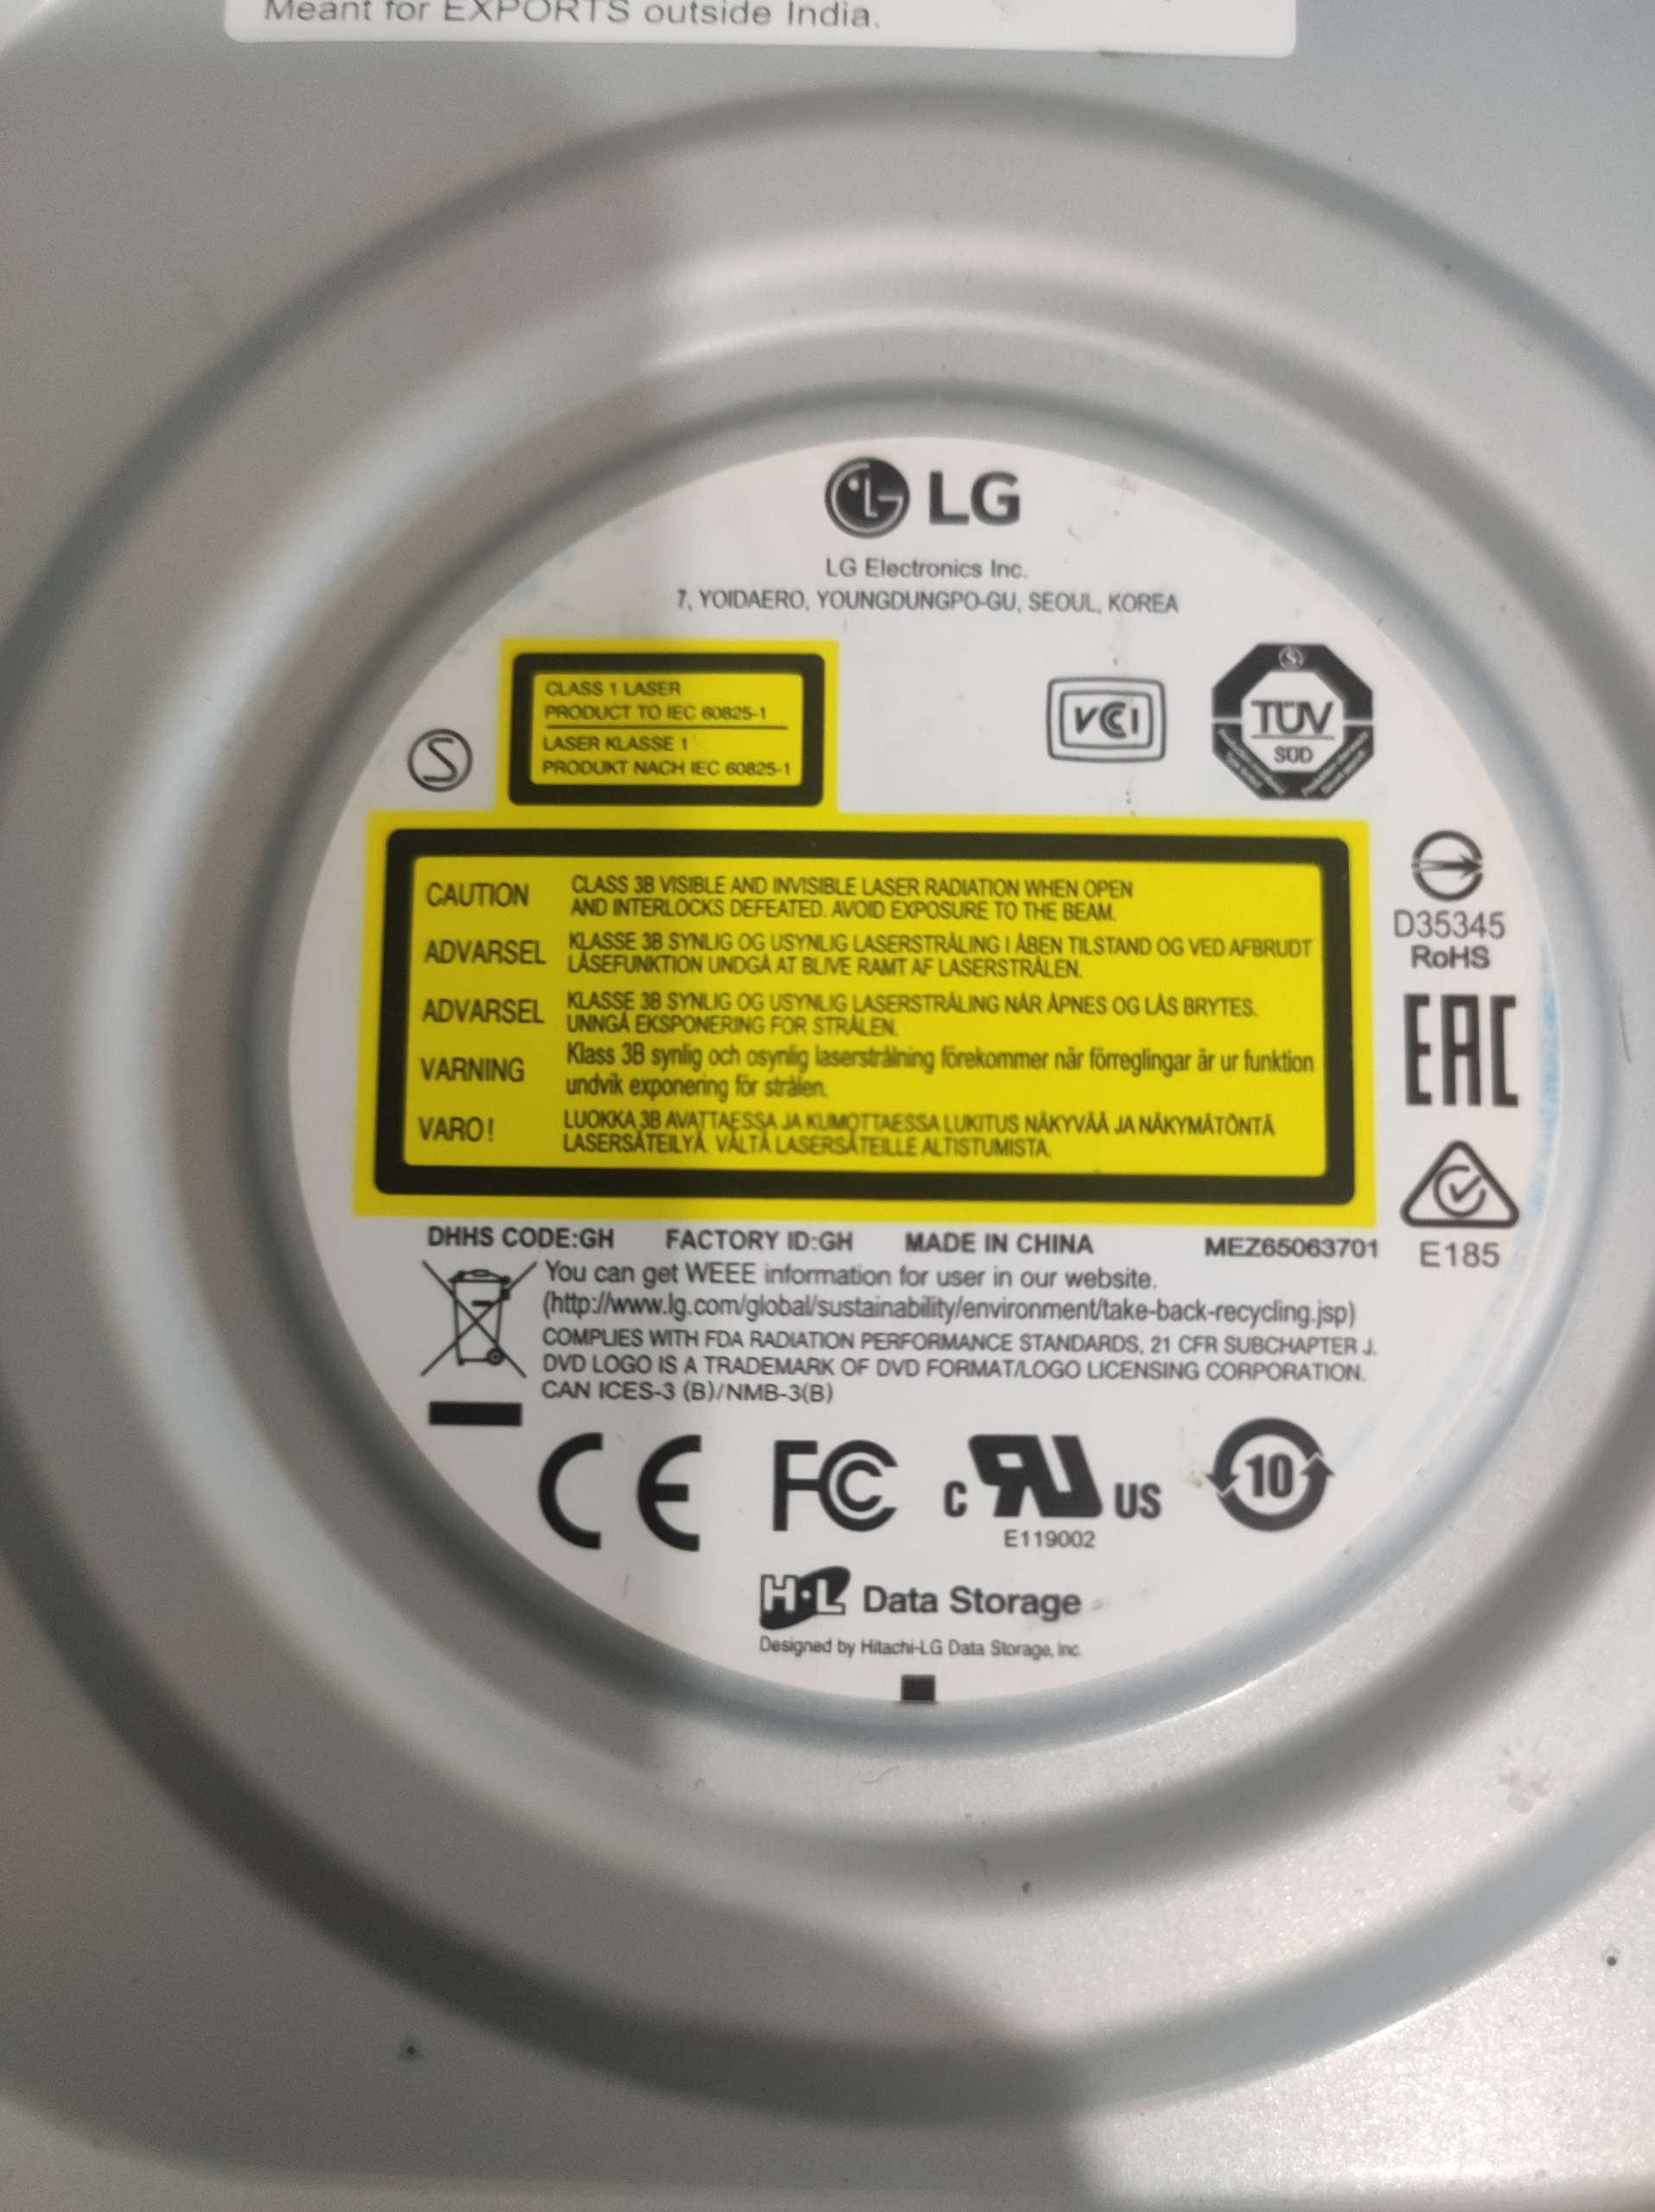 Meant for EXPORTS outside India.
LG
LG Electronics Inc.
7, YOIDAERO, YOUNGDUNGPO-GU, SEOUL, KOREA
CLASS 1 LASER
PRODUCT TO IEC 60825-1
LASER KLASSE 1
PRODUKT NACH IEC 60825-1
S
VCCI
TÜV
SÜD
CAUTION CLASS 3B VISIBLE AND INVISIBLE LASER RADIATION WHEN OPEN
AND INTERLOCKS DEFEATED. AVOID EXPOSURE TO THE BEAM.
ADVARSEL KLASSE 3B SYNLIG OG USYNLIG LASERSTRÅLING I ÅBEN TILSTAND OG VED AFBRUDT
LÅSEFUNKTION UNDGÅ AT BLIVE RAMT AF LASERSTRÅLEN.
ADVARSEL KLASSE 3B SYNLIG OG USYNLIG LASERSTRÅLING NÅR ÅPNES OG LÅS BRYTES.
UNNGÅ EKSPONERING FOR STRÅLEN.
VARNING Klass 3B synlig och osynlig laserstrålning förekommer når förreglingar är ur funktion
undvik exponering för strålen.
VARO! LUOKKA 3B AVATTAESSA JA KUMOTTAESSA LUKITUS NÄKYVÄÄ JA NÄKYMÄTÖNTÄ
LASERSÄTEILYÄ. VÄLTÄ LASERSÄTEILLE ALTISTUMISTA.
D35345
RoHS
EAC
E185
DHHS CODE:GH FACTORY ID:GH MADE IN CHINA MEZ65063701
You can get WEEE information for user in our website.
(http://www.lg.com/global/sustainability/environment/take-back-recycling.jsp)
COMPLIES WITH FDA RADIATION PERFORMANCE STANDARDS, 21 CFR SUBCHAPTER J.
DVD LOGO IS A TRADEMARK OF DVD FORMAT/LOGO LICENSING CORPORATION.
CAN ICES-3 (B)/NMB-3(B)
CE FC c RU US 10
E119002
H·L Data Storage
Designed by Hitachi-LG Data Storage, Inc.